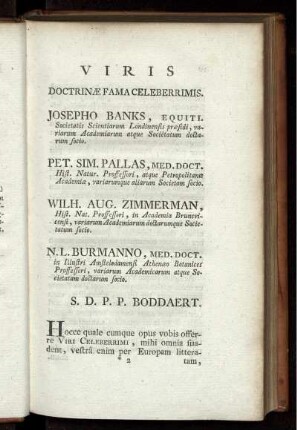 VIRIS
DOCTRINÆ FAMA CELEBERRIMIS.
JOSEPHO BANKS, EQUITI.
Societatis Scientiarum Londinensis præsidi, va-
riarum Academiarum atque Societatum docta-
rum socio.
PET. SIM. PALLAS, MED. DOCT.
Hist. Natur. Professori, atque Petropolitanæ
Academiæ, variarumque aliarum Societatum socio.
WILH. AUG. ZIMMERMAN,
Hist. Nat. Professori, in Academia Brunsvi-
censi, variarum Academiarum doctarumque Socie-
tatum socio.
N. L. BURMANNO, MED. DOCT.
in Illustri Amstelædamensi Athenæo Botanices
Professori, variarum Academicarum atque So-
cietatum doctarum socio.
S. D. P. P. BODDAERT.
Hocce quale cumque opus vobis offer-
re VIRI CELEBERRIMI, mihi omnia sua-
dent, vestra enim per Europam littera-
* 2 tam,